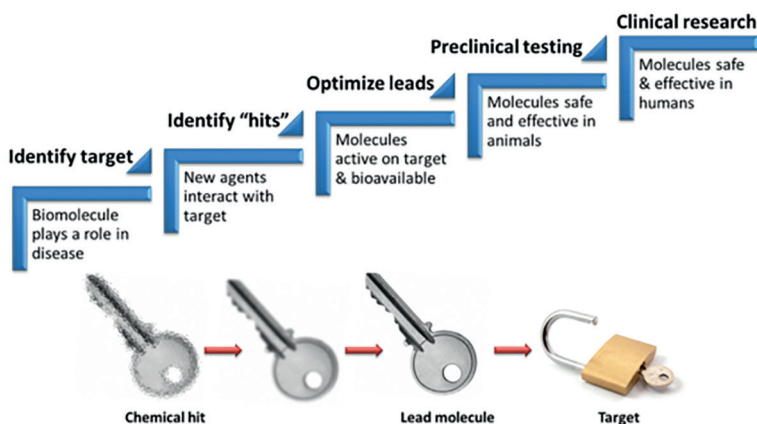 Clinical research
Molecules safe
& effective in
humans
Preclinical testing
Molecules safe
and effective in
animals
Optimize leads
Molecules
active on target
& bioavailable
Identify "hits"
New agents
interact with
target
Identify target
Biomolecule
plays a role in
disease
Chemical hit
Lead molecule
Target